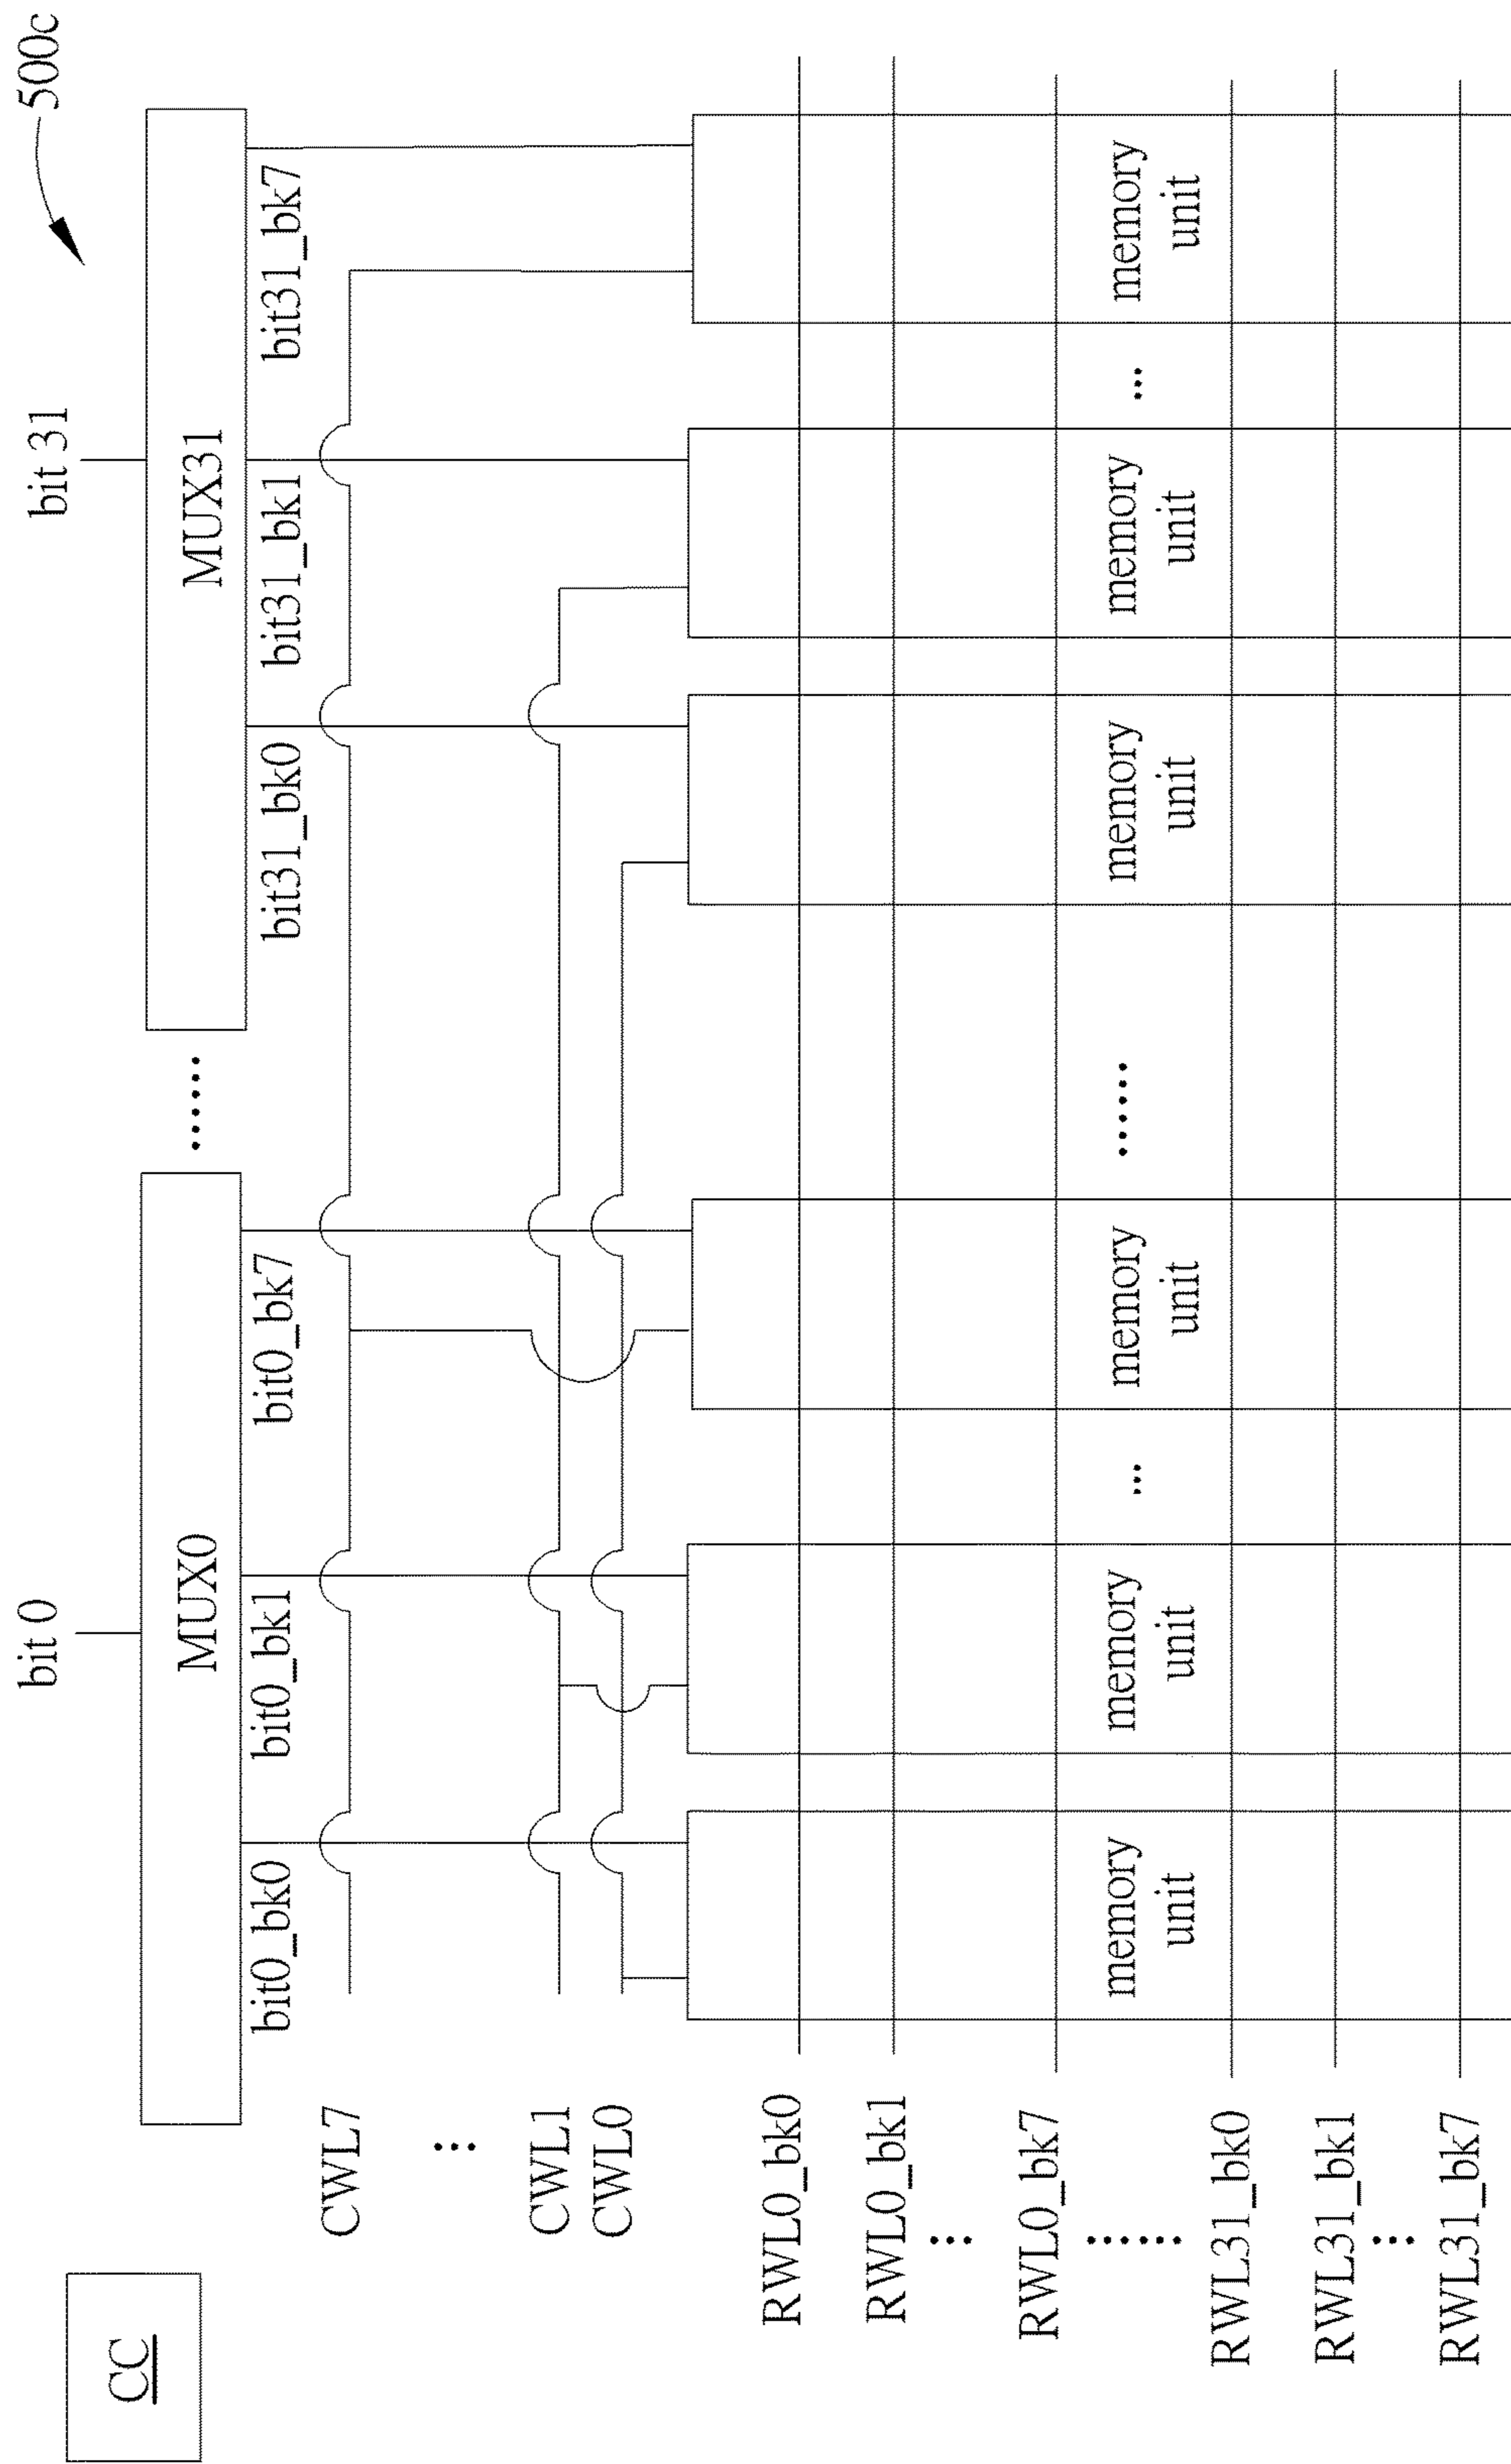 500c
bit 0
bit 31
CC
MUX0
......
MUX31
bit0_bk0
bit0_bk1
bit0_bk7
bit31_bk0
bit31_bk1
bit31_bk7
CWL7
...
CWL1
CWL0
RWL0_bk0
RWL0_bk1
...
RWL0_bk7
......
RWL31_bk0
RWL31_bk1
...
RWL31_bk7
memory
unit
memory
unit
...
memory
unit
......
memory
unit
memory
unit
...
memory
unit